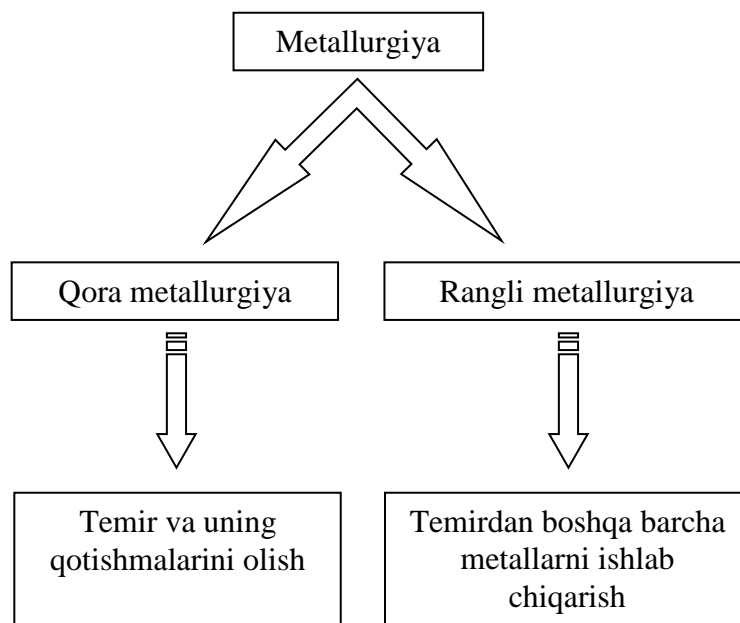 Metallurgiya
Qora metallurgiya
Rangli metallurgiya
Temir va uning
qotishmalarini olish
Temirdan boshqa barcha
metallarni ishlab
chiqarish